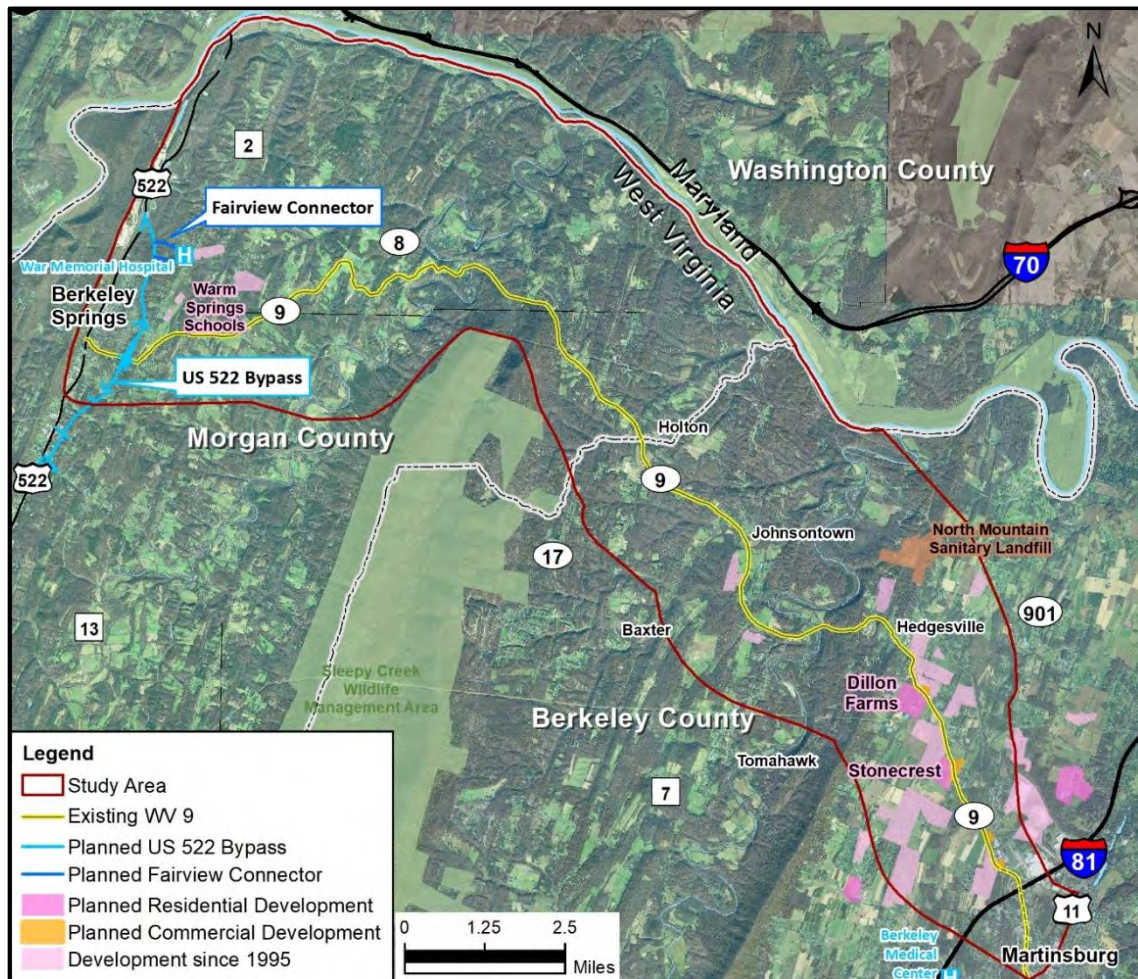 N
2
Maryland
Washington County
522
Fairview Connector
West Virginia
8
70
H
War Memorial Hospital
Berkeley
Springs
Warm
Springs
Schools
9
US 522 Bypass
Morgan County
Holton
522
9
Johnsontown
North Mountain
Sanitary Landfill
17
901
13
Baxter
Hedgesville
Sleepy Creek
Wildlife
Management Area
Dillon
Farms
Berkeley County
Tomahawk
Stonecrest
7
9
81
11
Berkeley
Medical
Center
H
Martinsburg
Legend
Study Area
Existing WV 9
Planned US 522 Bypass
Planned Fairview Connector
Planned Residential Development
Planned Commercial Development
Development since 1995
0 1.25 2.5
Miles